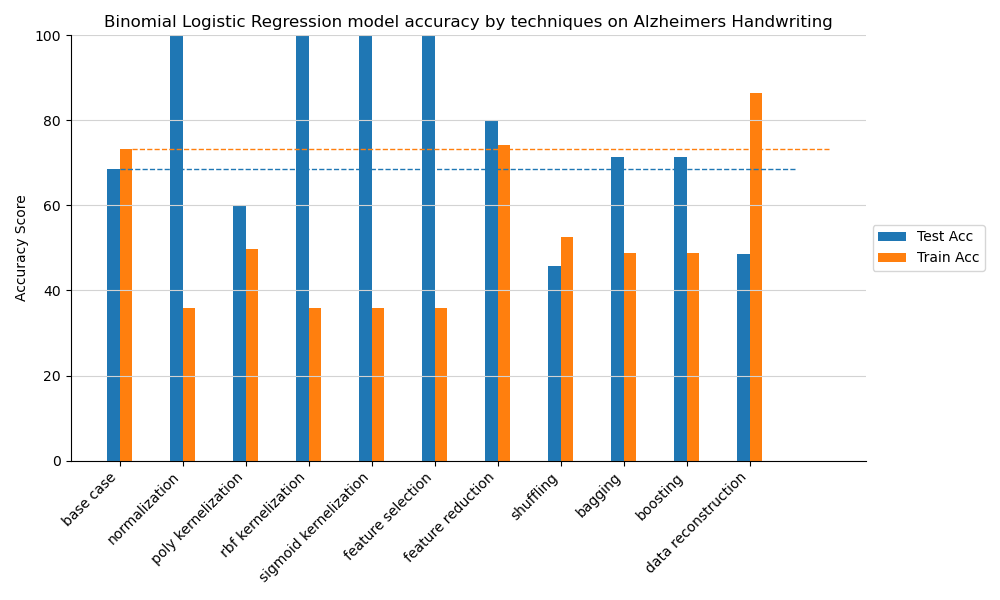 Binomial Logistic Regression model accuracy by techniques on Alzheimers Handwriting
100
80
60
40
20
0
Accuracy Score
base case
normalization
poly kernelization
rbf kernelization
sigmoid kernelization
feature selection
feature reduction
shuffling
bagging
boosting
data reconstruction
Test Acc
Train Acc